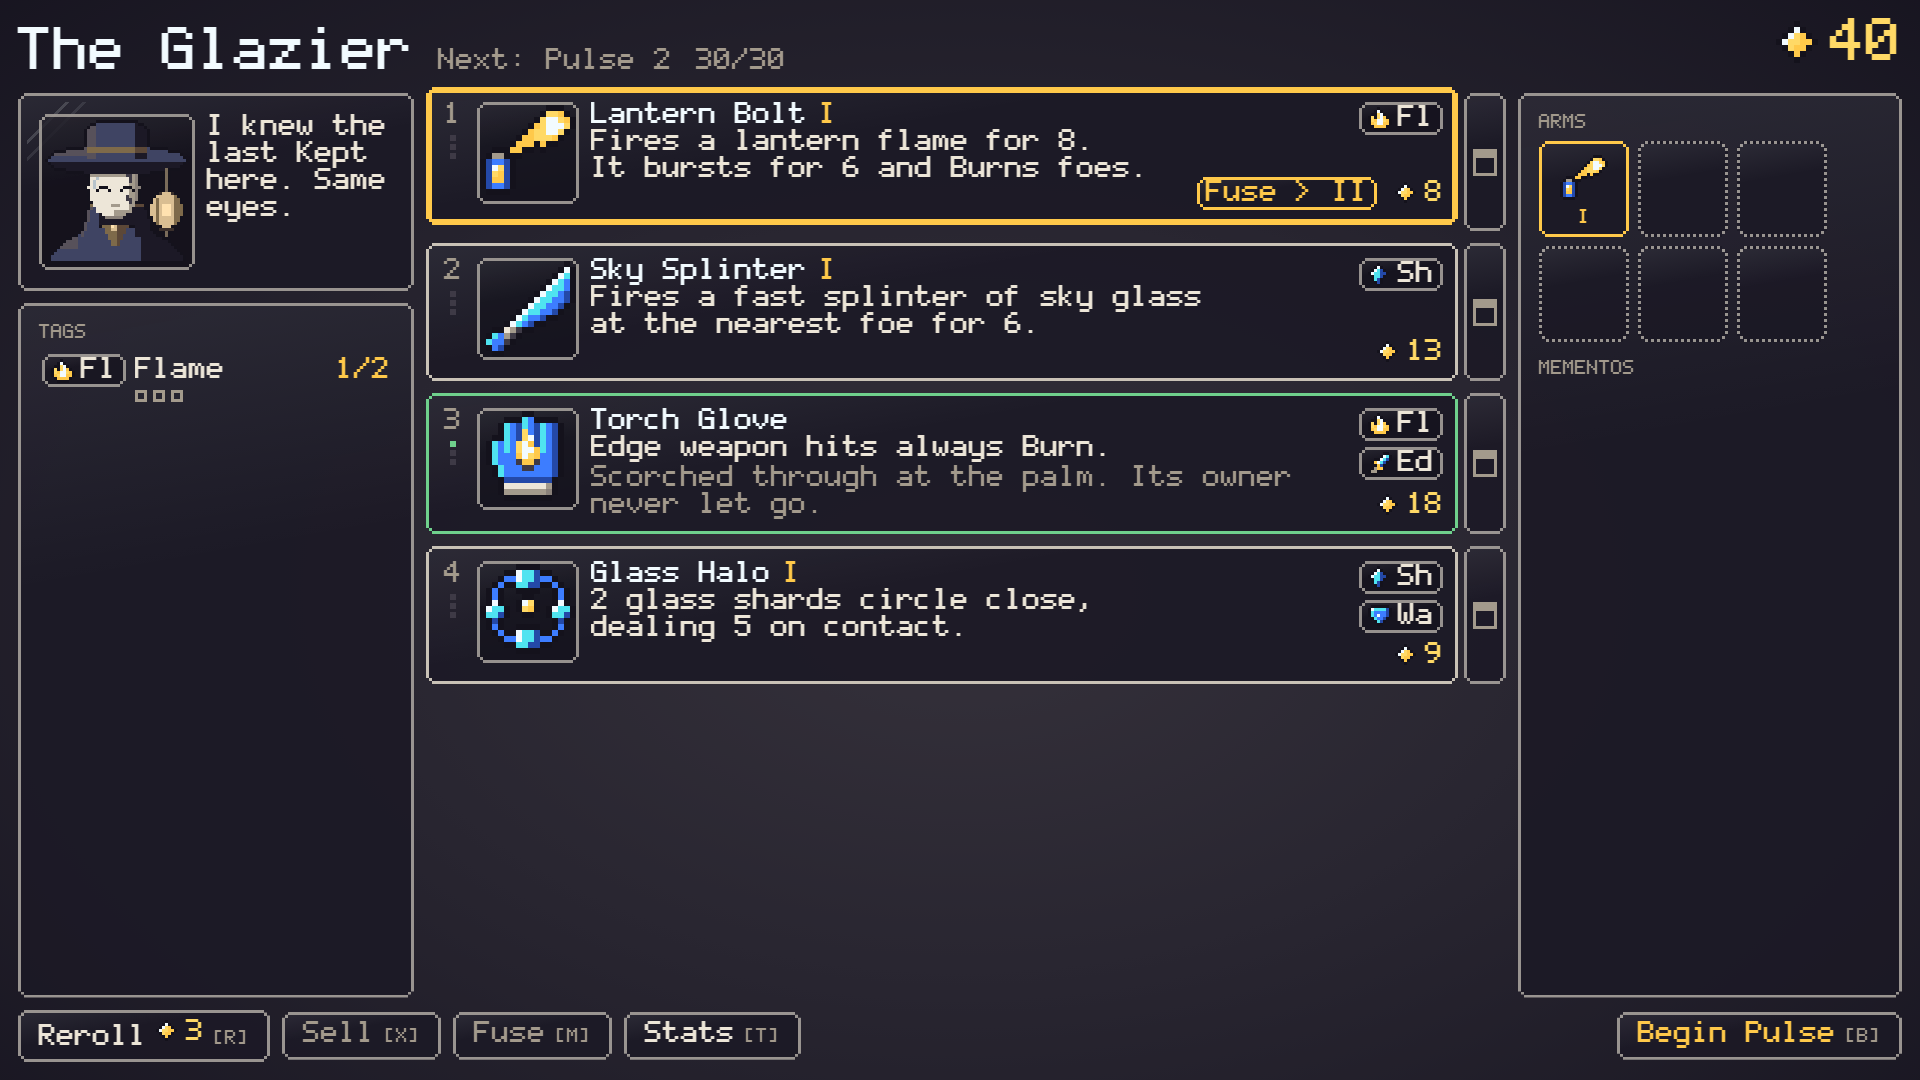 The Glazier
Next: Pulse 2 30/30
40
I knew the
last Kept
here. Same
eyes.
TAGS
Fl Flame 1/2
1
Lantern Bolt I
Fires a lantern flame for 8.
It bursts for 6 and Burns foes.
Fl
Fuse > II
8
2
Sky Splinter I
Fires a fast splinter of sky glass
at the nearest foe for 6.
Sh
13
3
Torch Glove
Edge weapon hits always Burn.
Scorched through at the palm. Its owner
never let go.
Fl
Ed
18
4
Glass Halo I
2 glass shards circle close,
dealing 5 on contact.
Sh
Wa
9
ARMS
I
MEMENTOS
Reroll 3 [R]
Sell [X]
Fuse [M]
Stats [T]
Begin Pulse [B]